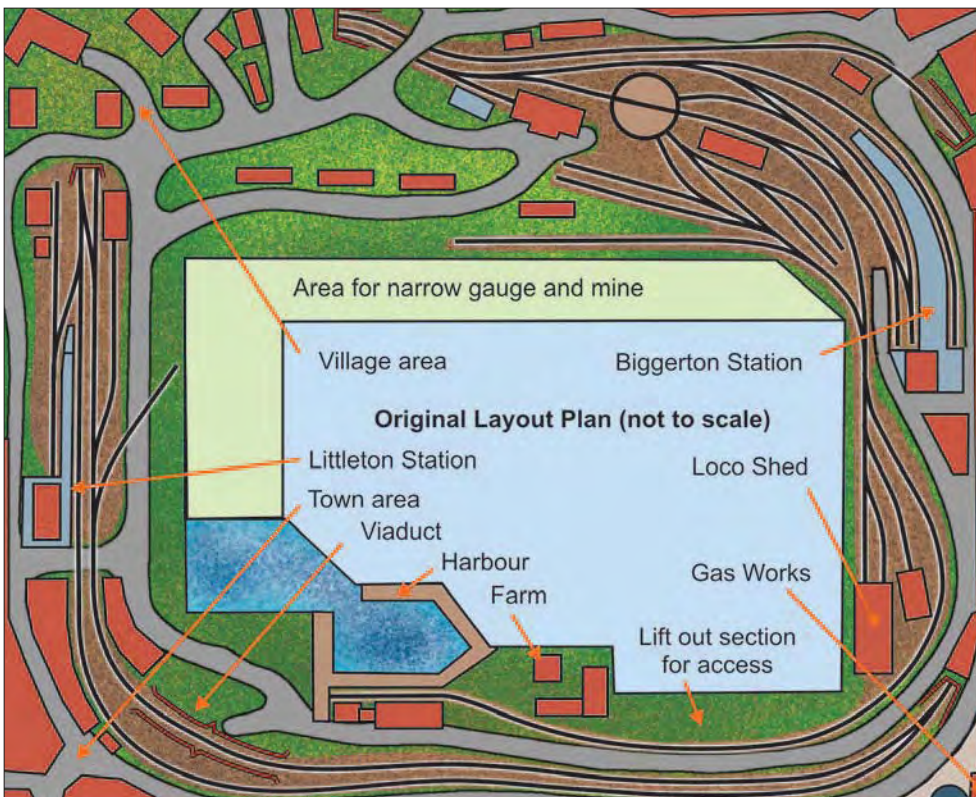 Area for narrow gauge and mine
Village area
Biggerton Station
Original Layout Plan (not to scale)
Littleton Station
Loco Shed
Town area
Viaduct
Harbour
Gas Works
Farm
Lift out section
for access